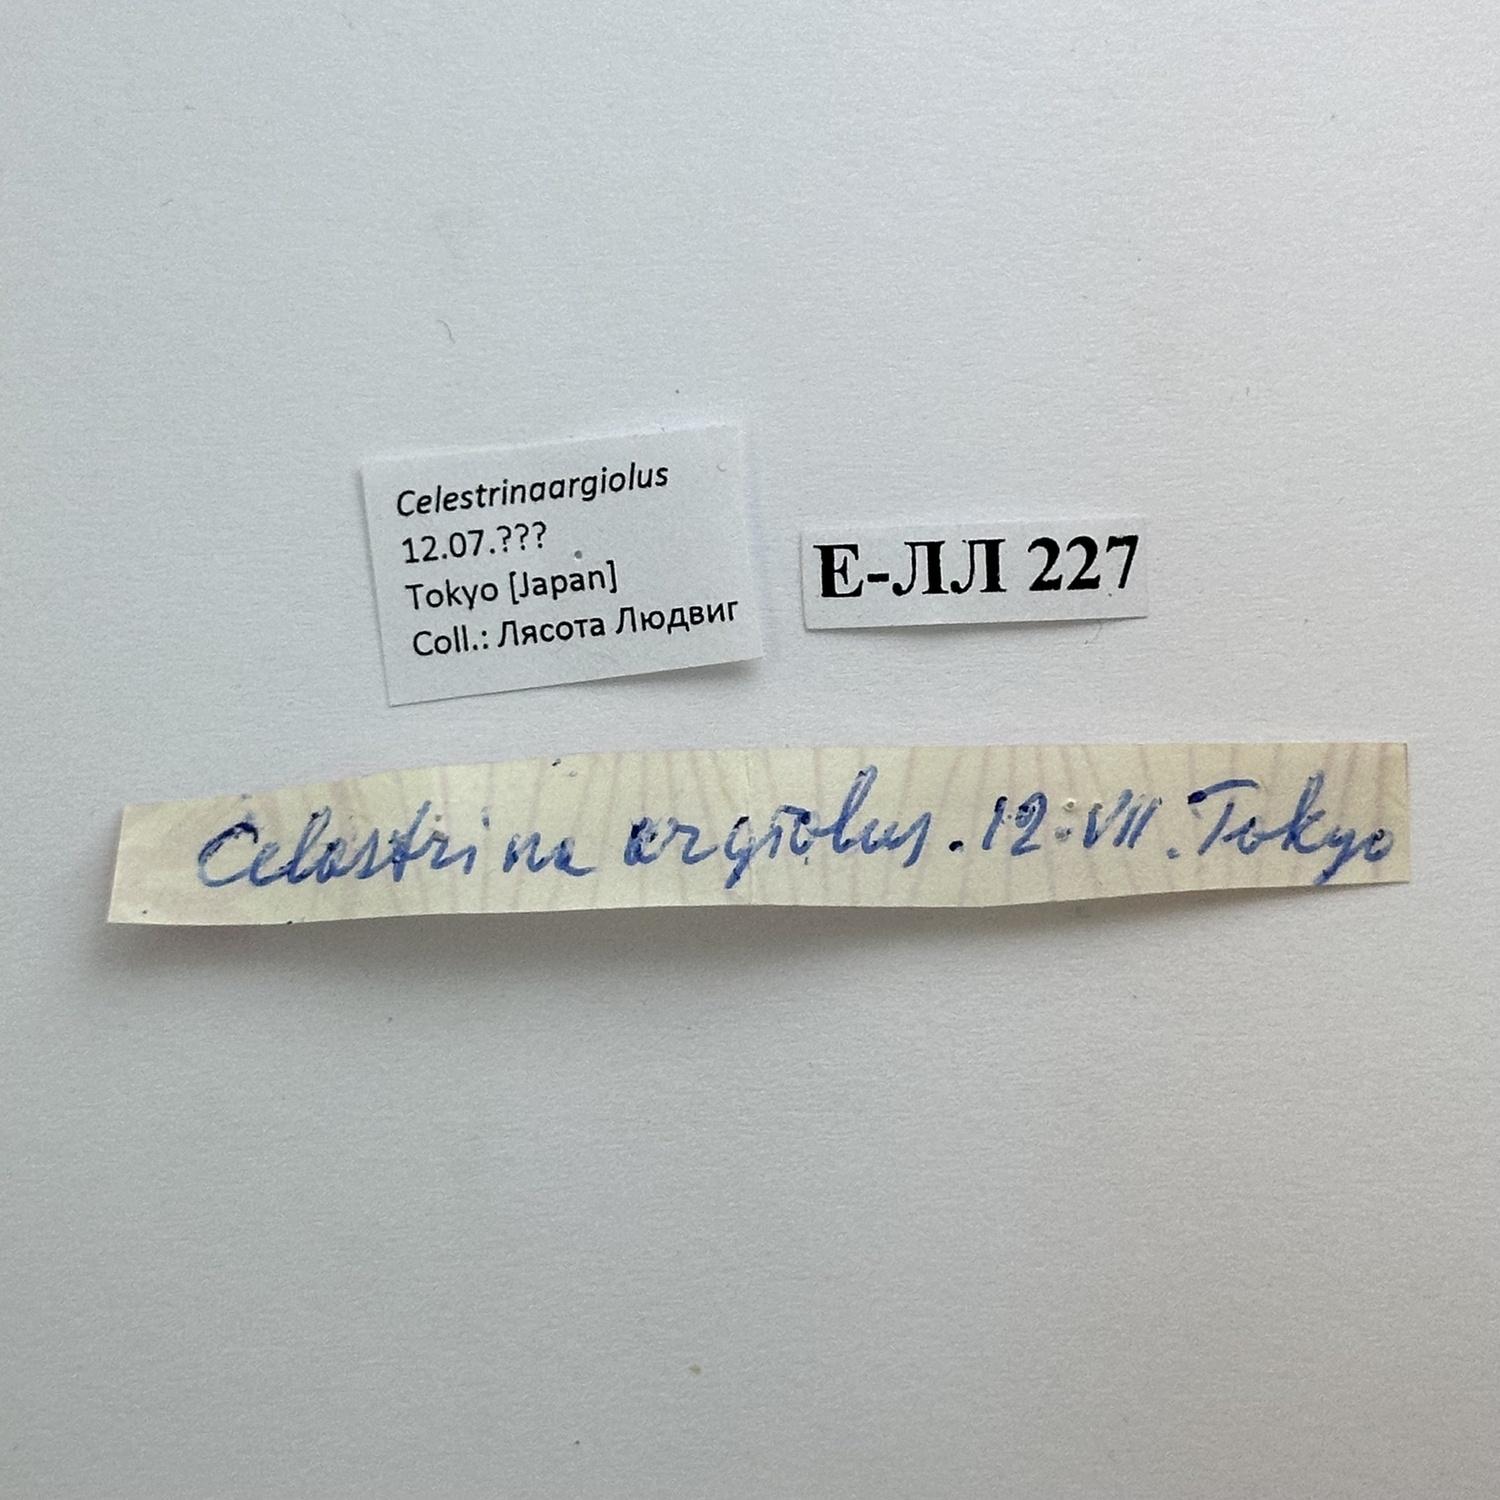 Celestrinaargiolus
12.07.???
Tokyo [Japan]
Coll.: Лясота Людвиг
Е-ЛЛ 227
Celastrina argiolus. 12.VII. Tokyo